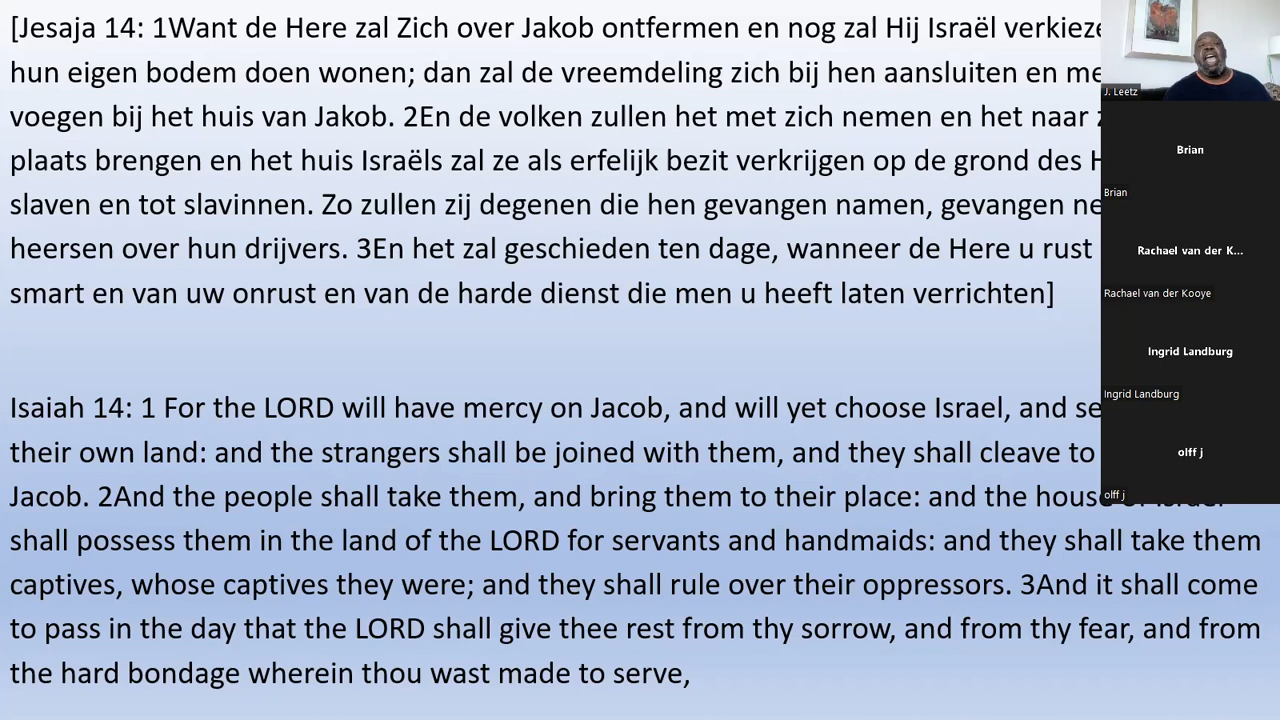 [Jesaja 14: 1Want de Here zal Zich over Jakob ontfermen en nog zal Hij Israël
hun eigen bodem doen wonen; dan zal de vreemdeling zich bij hen aansluiten en
voegen bij het huis van Jakob. 2En de volken zullen het met zich nemen en het naar
plaats brengen en het huis Israëls zal ze als erfelijk bezit verkrijgen op de grond des
slaven en tot slavinnen. Zo zullen zij degenen die hen gevangen namen, gevangen
heersen over hun drijvers. 3En het zal geschieden ten dage, wanneer de Here u rust
smart en van uw onrust en van de harde dienst die men u heeft laten verrichten]
Isaiah 14: 1 For the LORD will have mercy on Jacob, and will yet choose Israel, and
their own land: and the strangers shall be joined with them, and they shall cleave to
Jacob. 2And the people shall take them, and bring them to their place: and the house of Israel
shall possess them in the land of the LORD for servants and handmaids: and they shall take them
captives, whose captives they were; and they shall rule over their oppressors. 3And it shall come
to pass in the day that the LORD shall give thee rest from thy sorrow, and from thy fear, and from
the hard bondage wherein thou wast made to serve,
J. Leetz
Brian
Brian
Rachael van der K...
Rachael van der Kooye
Ingrid Landburg
Ingrid Landburg
olff j
olff j